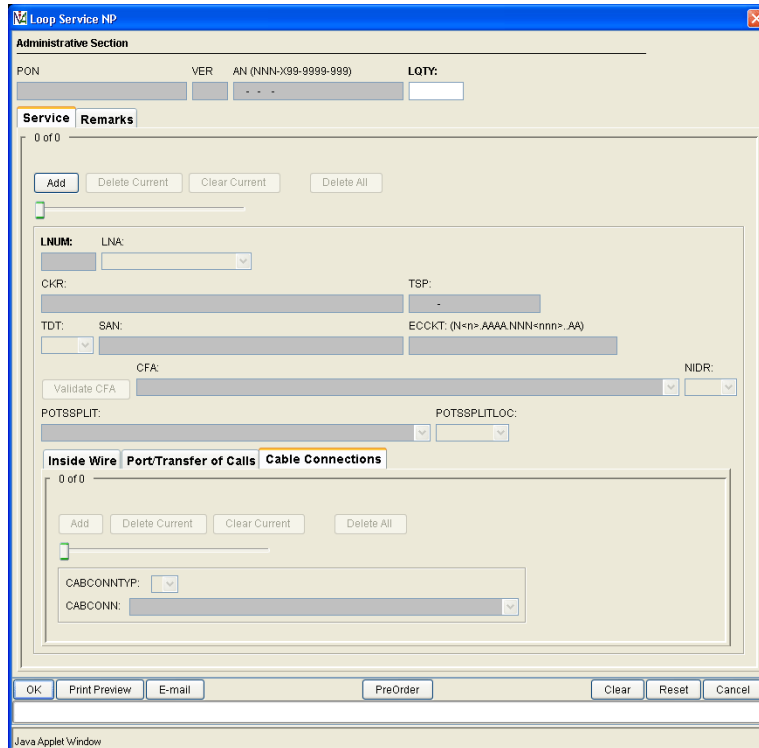 Loop Service NP
Administrative Section
PON VER AN (NNN-X99-9999-999) LQTY:
- - -
Service Remarks
0 of 0
Add Delete Current Clear Current Delete All
LNUM: LNA:
CKR: TSP:
-
TDT: SAN: ECCKT: (N<n>.AAAA.NNN<nnn>..AA)
CFA: NIDR:
Validate CFA
POTSSPLIT: POTSSPLITLOC:
Inside Wire Port/Transfer of Calls Cable Connections
0 of 0
Add Delete Current Clear Current Delete All
CABCONNTYP:
CABCONN:
OK Print Preview E-mail PreOrder Clear Reset Cancel
Java Applet Window